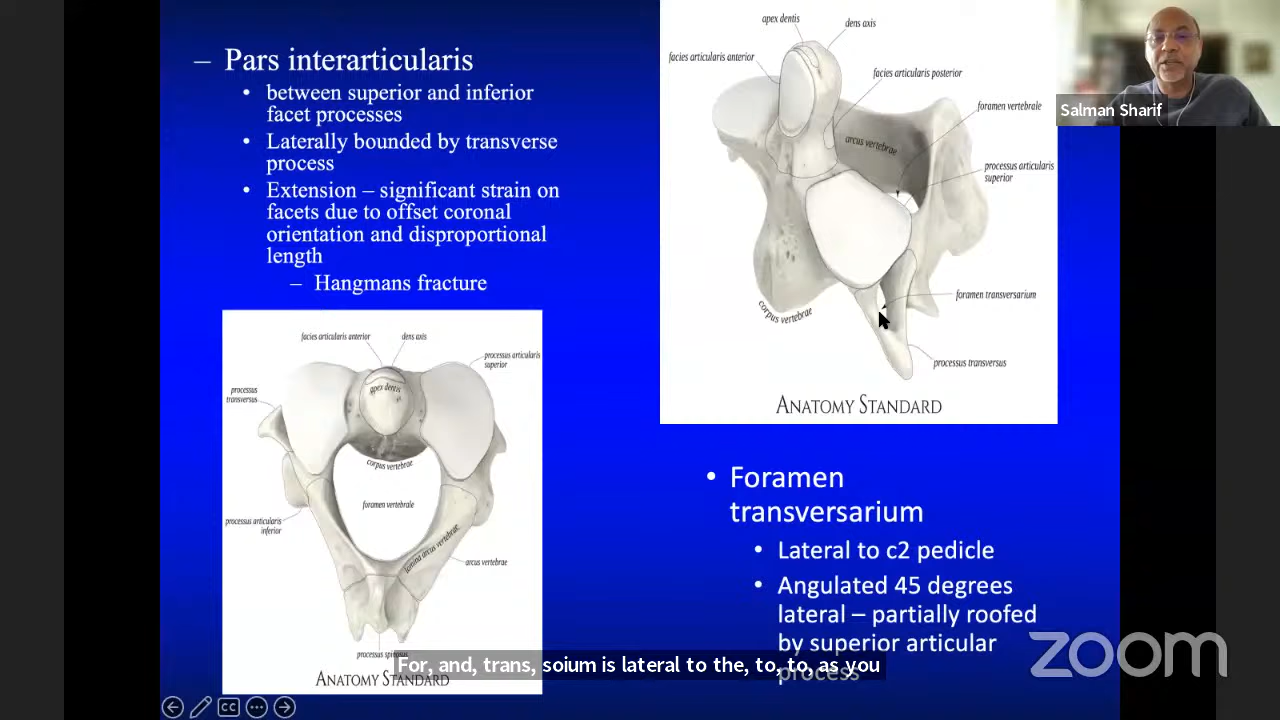 – Pars interarticularis
• between superior and inferior
facet processes
• Laterally bounded by transverse
process
• Extension – significant strain on
facets due to offset coronal
orientation and disproportional
length
– Hangmans fracture
facies articularis anterior
dens axis
processus articularis
superior
apex dentis
processus
transversus
corpus vertebrae
foramen vertebrale
processus articularis
inferior
lamina arcus vertebrae
arcus vertebrae
processus spinosus
ANATOMY STANDARD
apex dentis
dens axis
facies articularis anterior
facies articularis posterior
foramen vertebrale
arcus vertebrae
processus articularis
superior
foramen transversarium
corpus vertebrae
processus transversus
ANATOMY STANDARD
• Foramen
transversarium
• Lateral to c2 pedicle
• Angulated 45 degrees
lateral – partially roofed
by superior articular
process
For, and, trans, soium is lateral to the, to, to, as you
Salman Sharif
zoom
CC